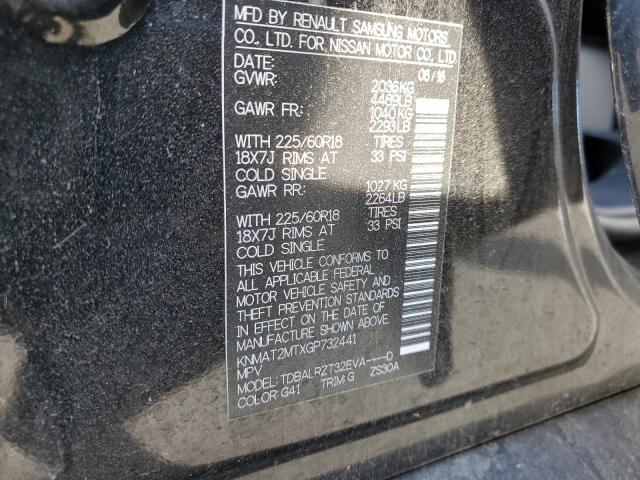 MFD BY RENAULT SAMSUNG MOTORS
CO., LTD. FOR NISSAN MOTOR CO., LTD
DATE: 08/16
GVWR: 2036KG
4489LB
GAWR FR: 1040KG
2293LB
WITH 225/60R18 TIRES
18X7J RIMS AT 33 PSI
COLD SINGLE
GAWR RR: 1027KG
2264LB
WITH 225/60R18 TIRES
18X7J RIMS AT 33 PSI
COLD SINGLE
THIS VEHICLE CONFORMS TO
ALL APPLICABLE FEDERAL
MOTOR VEHICLE SAFETY AND
THEFT PREVENTION STANDARDS
IN EFFECT ON THE DATE OF
MANUFACTURE SHOWN ABOVE.
KNMAT2MTXGP732441
MPV
MODEL: TDBALRZT32EVA----D
COLOR: G41 TRIM: G ZS30A